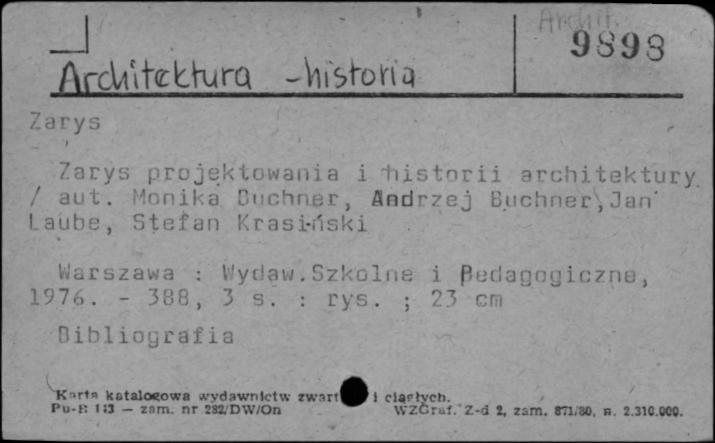 Archit.
9898
Architektura - historia
Zarys
Zarys projektowania i historii architektury
/ aut. Monika Buchner, Andrzej Buchner, Jan
Laube, Stefan Krasiński
Warszawa : Wydaw.Szkolne i Pedagogiczne,
1976. - 388, 3 s. : rys. ; 23 cm
Bibliografia
Karta katalogowa wydawnictw zwart i ciągłych.
Pu-R 113 — zam. nr 282/DW/On WZGraf. Z-d 2, zam. 871/80, n. 2.310.000.